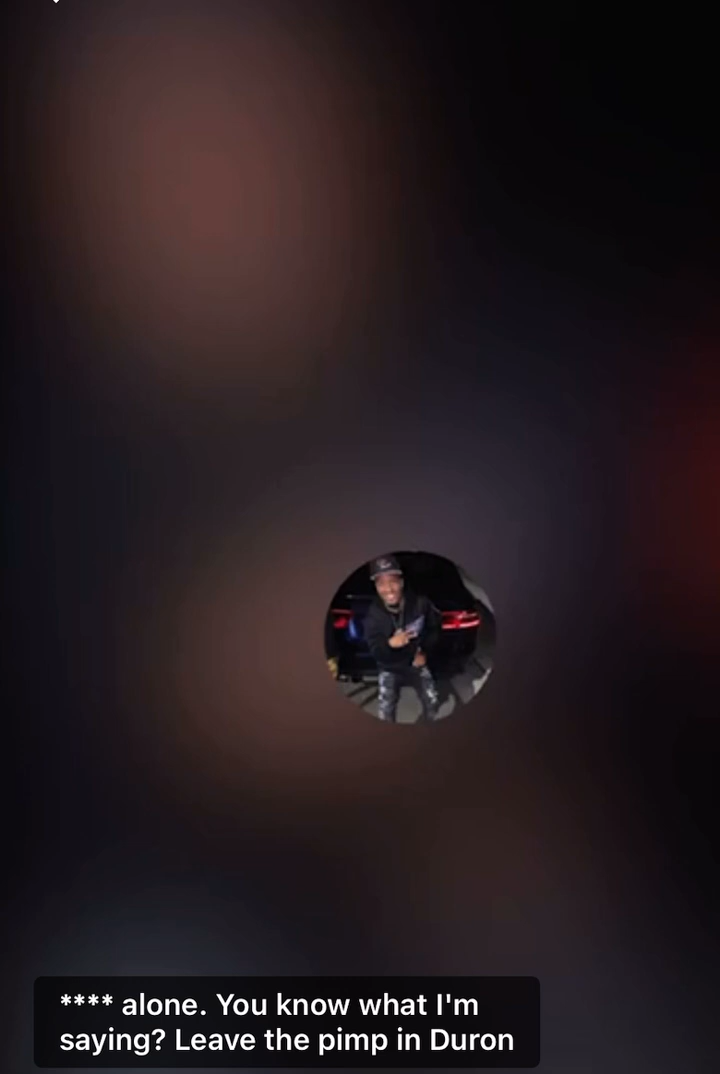 **** alone. You know what I'm
saying? Leave the pimp in Duron